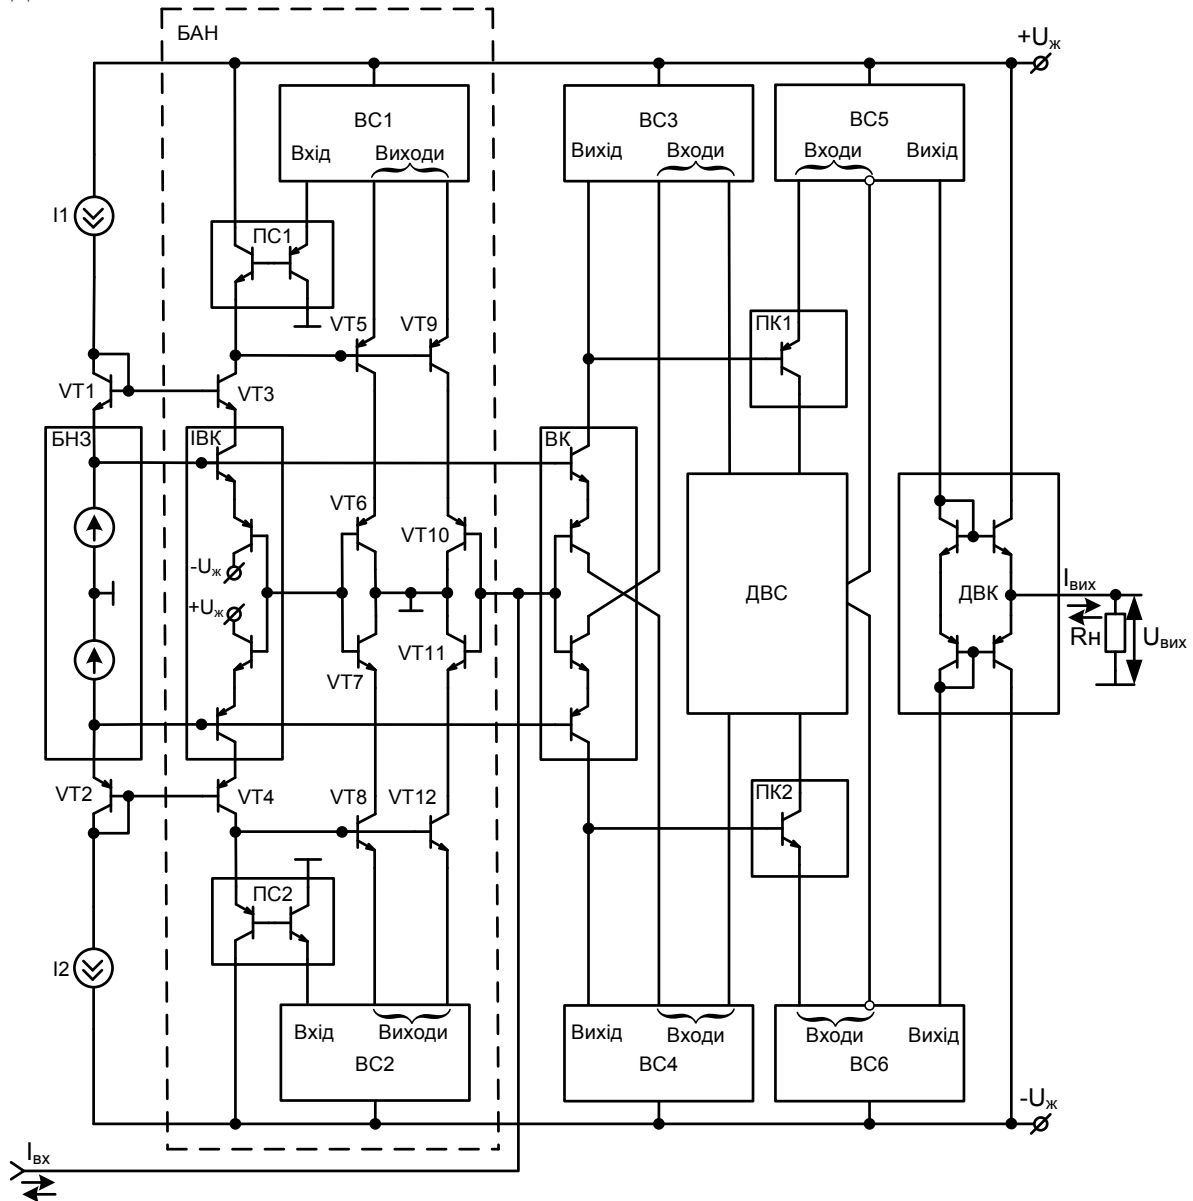 БАН
+Uж
ВС1
Вхід
Виходи
ВС3
Вихід
Входи
ВС5
Входи
Вихід
I1
ПС1
VT5
VT9
ПК1
VT1
VT3
БНЗ
ІВК
ВК
VT6
VT10
-Uж
+Uж
ДВС
ДВК
Iвих
Rн
Uвих
VT11
VT7
VT2
VT4
VT8
VT12
ПК2
ПС2
I2
Вхід
Виходи
ВС2
Вихід
Входи
ВС4
Входи
Вихід
ВС6
-Uж
Iвх